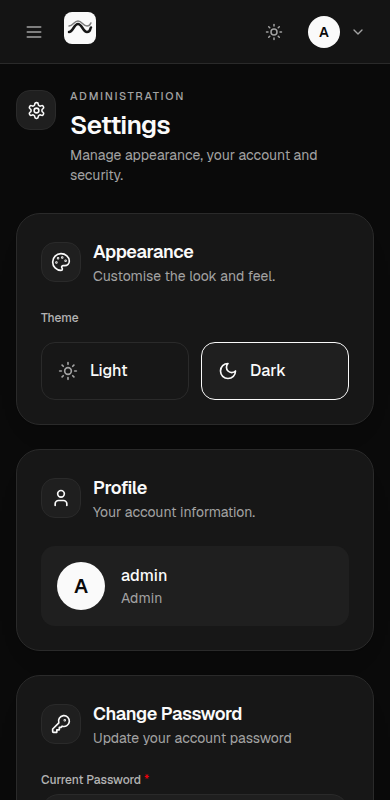 A
ADMINISTRATION
Settings
Manage appearance, your account and
security.
Appearance
Customise the look and feel.
Theme
Light
Dark
Profile
Your account information.
A
admin
Admin
Change Password
Update your account password
Current Password *